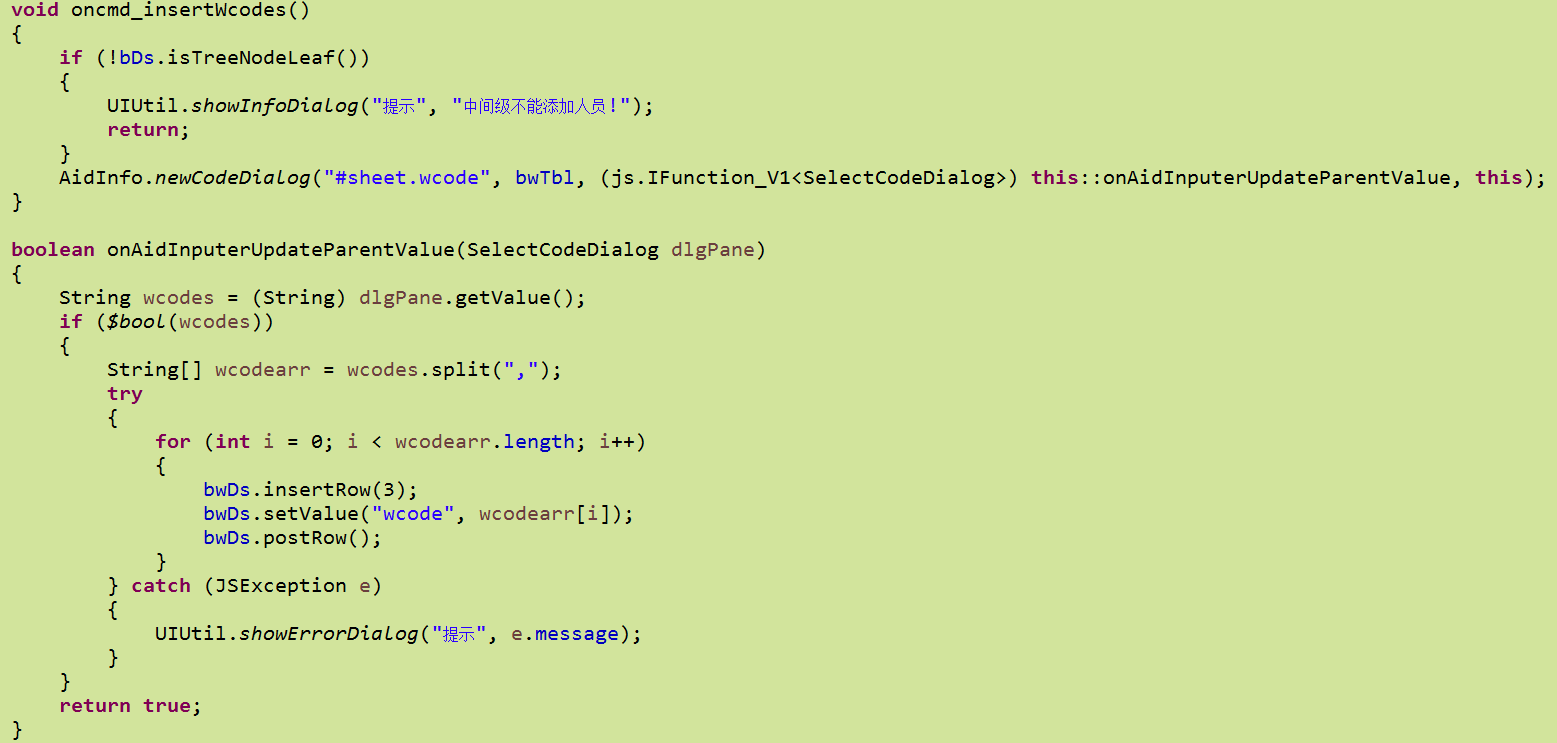 void oncmd_insertWcodes()
{
    if (!bDs.isTreeNodeLeaf())
    {
        UIUtil.showInfoDialog("提示", "中间级不能添加人员!");
        return;
    }
    AidInfo.newCodeDialog("#sheet.wcode", bwTbl, (js.IFunction_V1<SelectCodeDialog>) this::onAidInputerUpdateParentValue, this);
}

boolean onAidInputerUpdateParentValue(SelectCodeDialog dlgPane)
{
    String wcodes = (String) dlgPane.getValue();
    if ($bool(wcodes))
    {
        String[] wcodearr = wcodes.split(",");
        try
        {
            for (int i = 0; i < wcodearr.length; i++)
            {
                bwDs.insertRow(3);
                bwDs.setValue("wcode", wcodearr[i]);
                bwDs.postRow();
            }
        } catch (JSException e)
        {
            UIUtil.showErrorDialog("提示", e.message);
        }
    }
    return true;
}